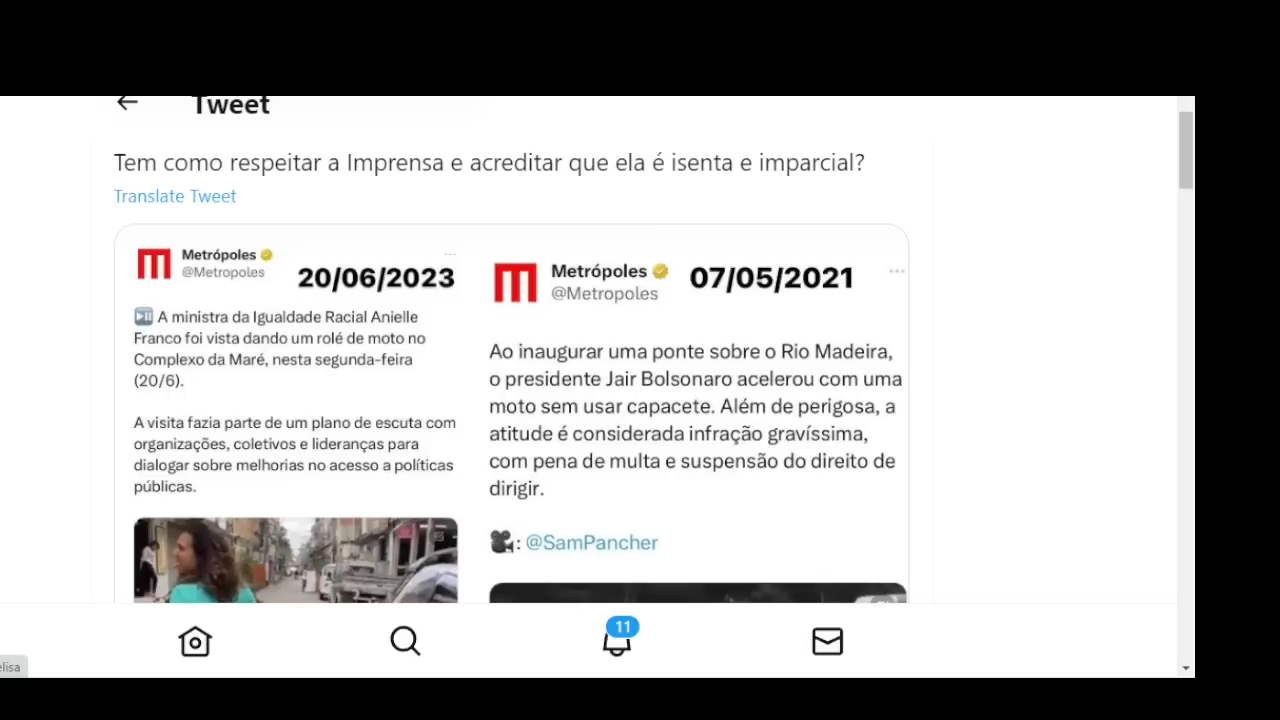 Tweet
Tem como respeitar a Imprensa e acreditar que ela é isenta e imparcial?
Translate Tweet
Metrópoles
@Metropoles
20/06/2023
A ministra da Igualdade Racial Anielle
Franco foi vista dando um rolé de moto no
Complexo da Maré, nesta segunda-feira
(20/6).
A visita fazia parte de um plano de escuta com
organizações, coletivos e lideranças para
dialogar sobre melhorias no acesso a políticas
públicas.
Metrópoles
@Metropoles
07/05/2021
Ao inaugurar uma ponte sobre o Rio Madeira,
o presidente Jair Bolsonaro acelerou com uma
moto sem usar capacete. Além de perigosa, a
atitude é considerada infração gravíssima,
com pena de multa e suspensão do direito de
dirigir.
: @SamPancher
11
elisa